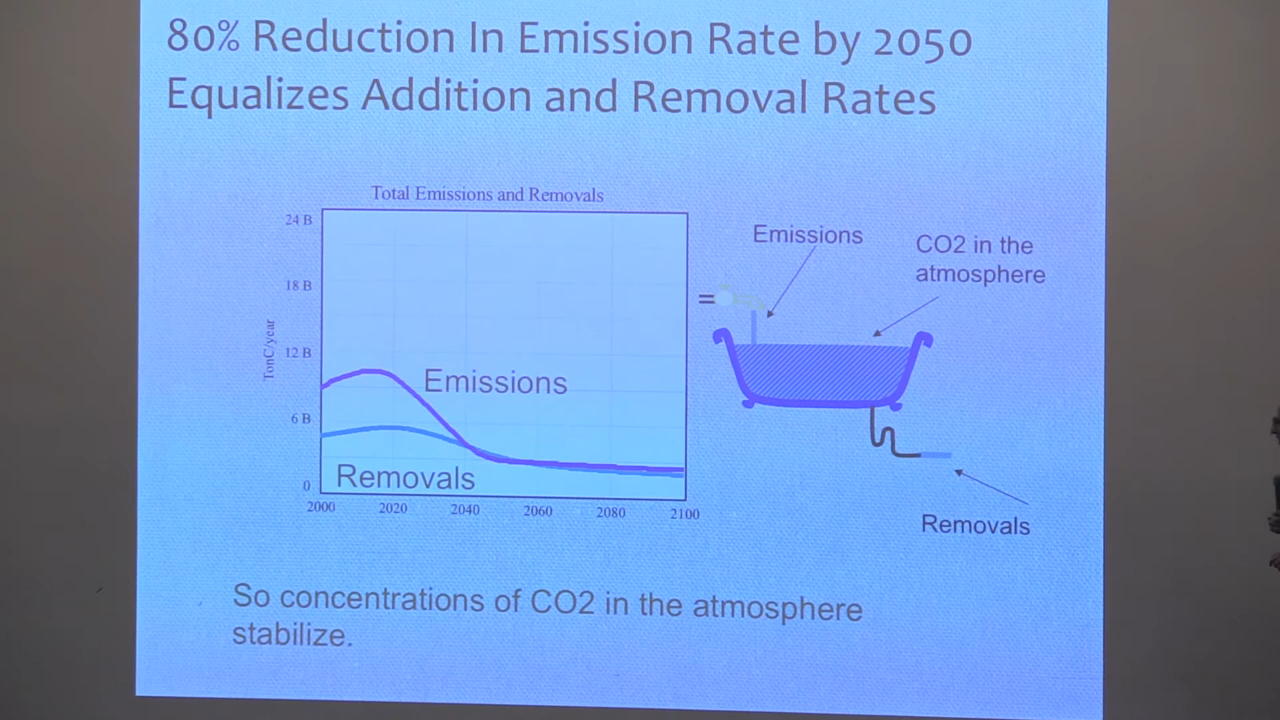 80% Reduction In Emission Rate by 2050
Equalizes Addition and Removal Rates
Total Emissions and Removals
24 B
18 B
12 B
6 B
0
TonC/year
Emissions
Removals
2000 2020 2040 2060 2080 2100
=
Emissions
CO2 in the
atmosphere
Removals
So concentrations of CO2 in the atmosphere
stabilize.